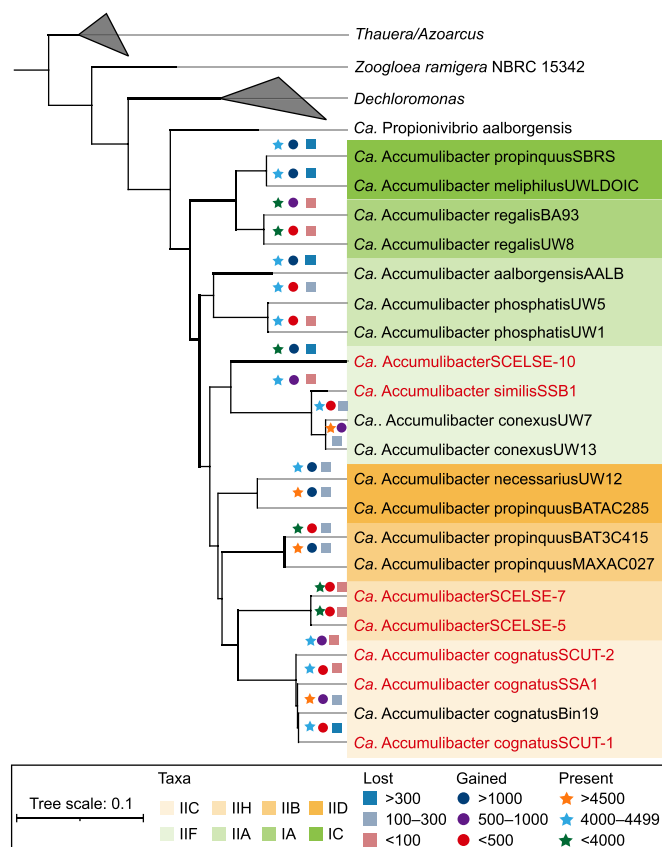 Thauera/Azoarcus
Zoogloea ramigera NBRC 15342
Dechloromonas
Ca. Propionivibrio aalborgensis
Ca. Accumulibacter propinquusSBRS
Ca. Accumulibacter meliphilusUWLDOIC
Ca. Accumulibacter regalisBA93
Ca. Accumulibacter regalisUW8
Ca. Accumulibacter aalborgensisAALB
Ca. Accumulibacter phosphatisUW5
Ca. Accumulibacter phosphatisUW1
Ca. AccumulibacterSCELSE-10
Ca. Accumulibacter similisSSB1
Ca.. Accumulibacter conexusUW7
Ca. Accumulibacter conexusUW13
Ca. Accumulibacter necessariusUW12
Ca. Accumulibacter propinquusBATAC285
Ca. Accumulibacter propinquusBAT3C415
Ca. Accumulibacter propinquusMAXAC027
Ca. AccumulibacterSCELSE-7
Ca. AccumulibacterSCELSE-5
Ca. Accumulibacter cognatusSCUT-2
Ca. Accumulibacter cognatusSSA1
Ca. Accumulibacter cognatusBin19
Ca. Accumulibacter cognatusSCUT-1
Tree scale: 0.1
Taxa
IIC IIH IIB IID
IIF IIA IA IC
Lost Gained Present
>300 >1000 >4500
100–300 500–1000 4000–4499
<100 <500 <4000